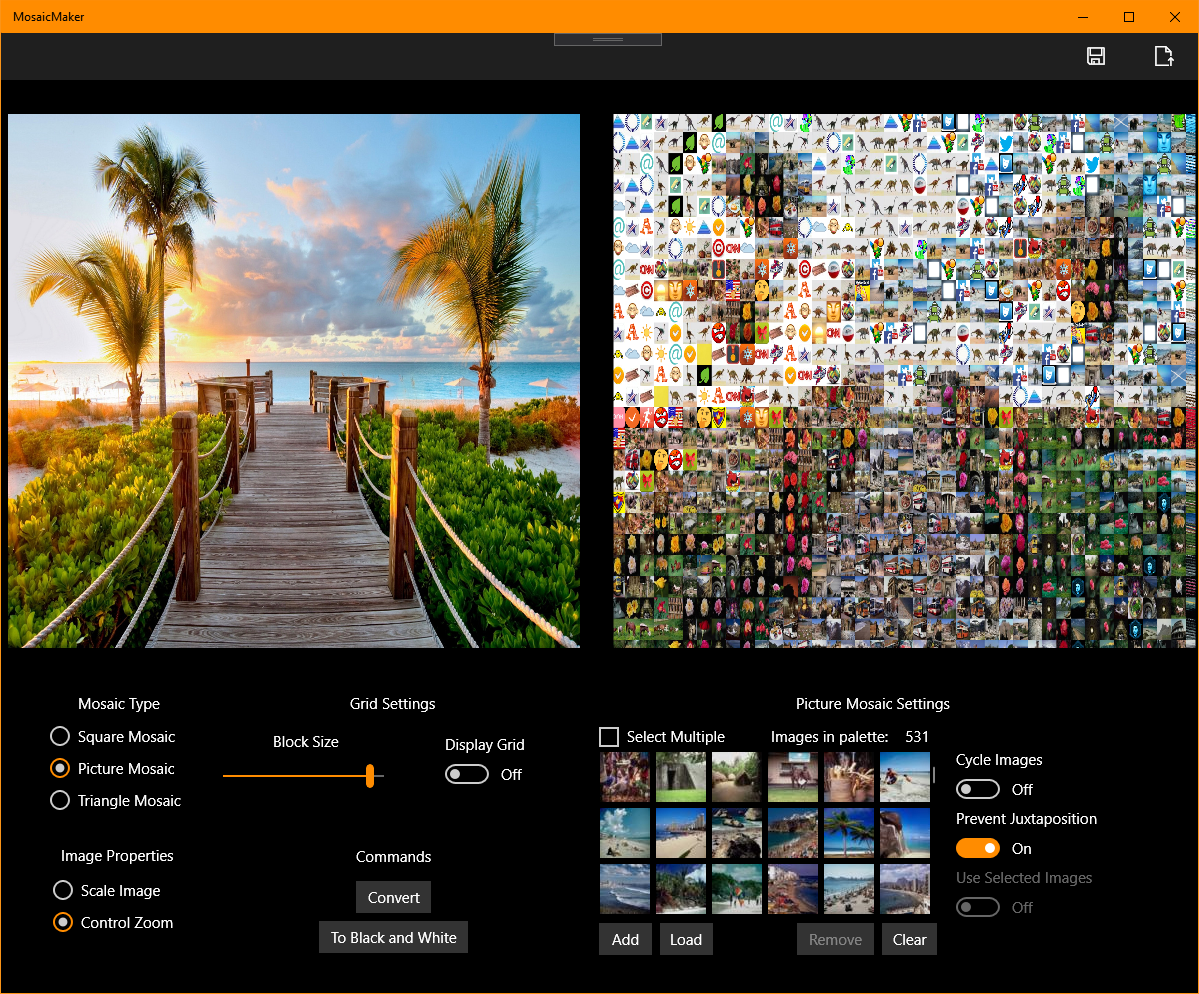 MosaicMaker
Mosaic Type
Square Mosaic
Picture Mosaic
Triangle Mosaic
Image Properties
Scale Image
Control Zoom
Grid Settings
Block Size
Display Grid
Off
Commands
Convert
To Black and White
Picture Mosaic Settings
Select Multiple
Images in palette: 531
Cycle Images
Off
Prevent Juxtaposition
On
Use Selected Images
Off
Add
Load
Remove
Clear